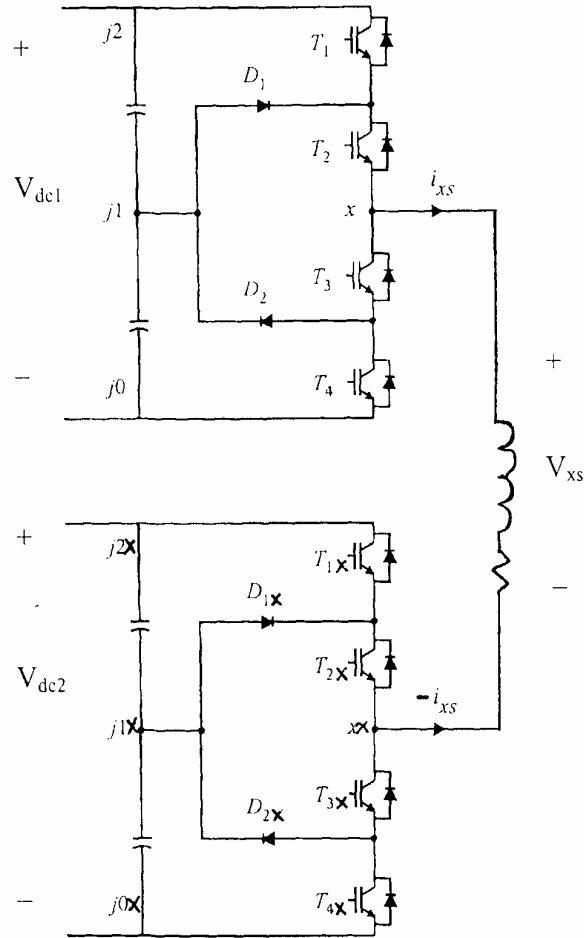 j2
+
T1
D1
T2
Vdc1
j1
x
ixs
D2
T3
+
−
j0
T4
Vxs
+
j2x
T1x
−
D1x
T2x
Vdc2
−ixs
j1x
xx
D2x
T3x
−
j0x
T4x